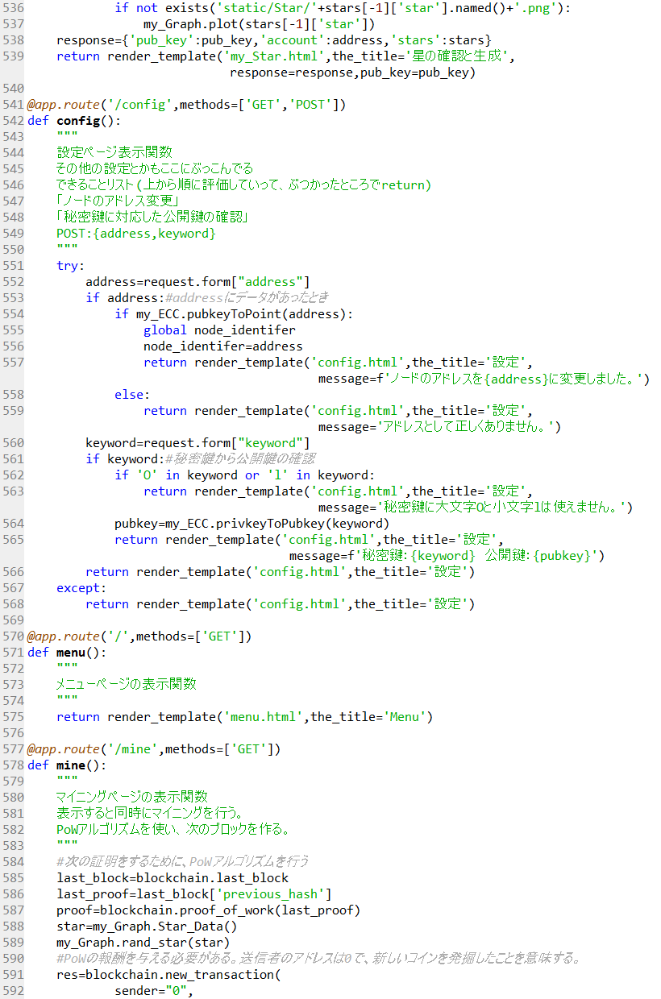 536             if not exists('static/Star/'+stars[-1]['star'].named()+'.png'):
537                 my_Graph.plot(stars[-1]['star'])
538     response={'pub_key':pub_key,'account':address,'stars':stars}
539     return render_template('my_Star.html',the_title='星の確認と生成',
                            response=response,pub_key=pub_key)
540
541 @app.route('/config',methods=['GET','POST'])
542 def config():
543     """
544     設定ページ表示関数
545     その他の設定とかもここにぶっこんでる
546     できることリスト(上から順に評価していって、ぶつかったところでreturn)
547     「ノードのアドレス変更」
548     「秘密鍵に対応した公開鍵の確認」
549     POST:{address,keyword}
550     """
551     try:
552         address=request.form["address"]
553         if address:#addressにデータがあったとき
554             if my_ECC.pubkeyToPoint(address):
555                 global node_identifer
556                 node_identifer=address
557                 return render_template('config.html',the_title='設定',
                                        message=f'ノードのアドレスを{address}に変更しました。')
558             else:
559                 return render_template('config.html',the_title='設定',
                                        message='アドレスとして正しくありません。')
560         keyword=request.form["keyword"]
561         if keyword:#秘密鍵から公開鍵の確認
562             if 'O' in keyword or 'l' in keyword:
563                 return render_template('config.html',the_title='設定',
                                        message='秘密鍵に大文字Oと小文字lは使えません。')
564             pubkey=my_ECC.privkeyToPubkey(keyword)
565             return render_template('config.html',the_title='設定',
                                    message=f'秘密鍵:{keyword} 公開鍵:{pubkey}')
566         return render_template('config.html',the_title='設定')
567     except:
568         return render_template('config.html',the_title='設定')
569
570 @app.route('/',methods=['GET'])
571 def menu():
572     """
573     メニューページの表示関数
574     """
575     return render_template('menu.html',the_title='Menu')
576
577 @app.route('/mine',methods=['GET'])
578 def mine():
579     """
580     マイニングページの表示関数
581     表示すると同時にマイニングを行う。
582     PoWアルゴリズムを使い、次のブロックを作る。
583     """
584     #次の証明をするために、PoWアルゴリズムを行う
585     last_block=blockchain.last_block
586     last_proof=last_block['previous_hash']
587     proof=blockchain.proof_of_work(last_proof)
588     star=my_Graph.Star_Data()
589     my_Graph.rand_star(star)
590     #PoWの報酬を与える必要がある。送信者のアドレスは0で、新しいコインを発掘したことを意味する。
591     res=blockchain.new_transaction(
592             sender="0",